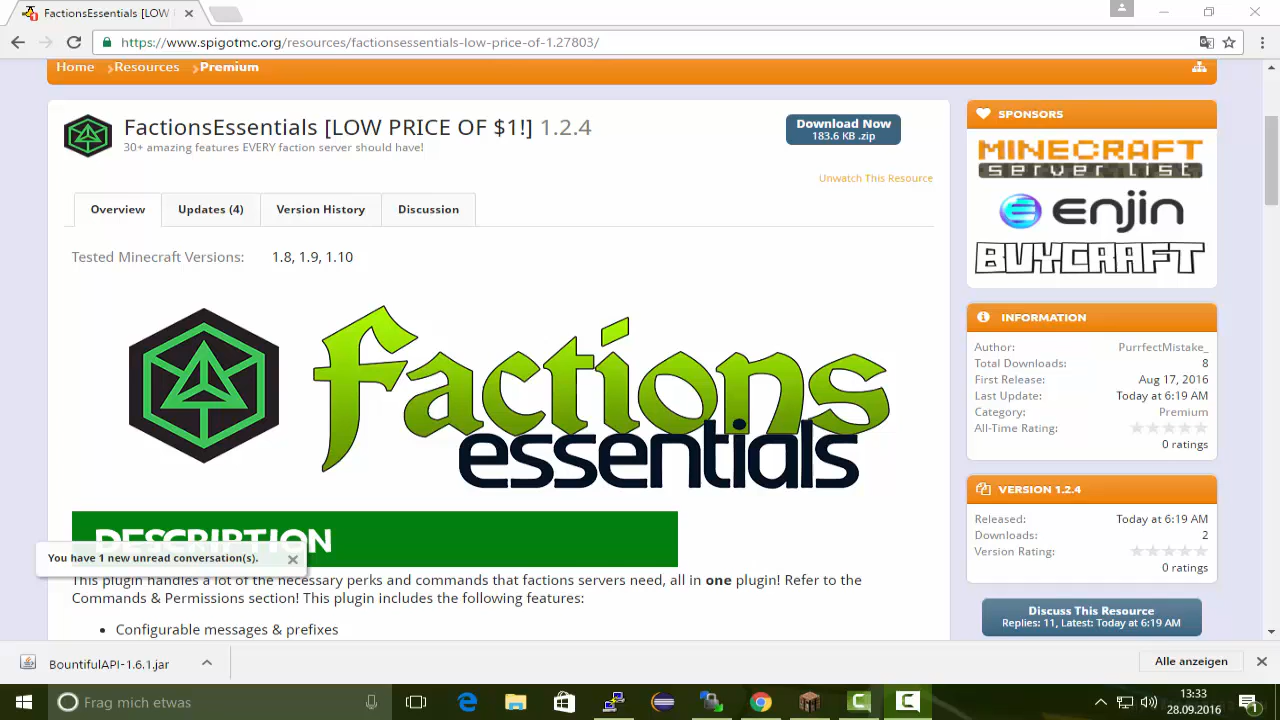 FactionsEssentials [LOW
https://www.spigotmc.org/resources/factionsessentials-low-price-of-1.27803/
Home Resources Premium
FactionsEssentials [LOW PRICE OF $1!] 1.2.4
30+ amazing features EVERY faction server should have!
Download Now
183.6 KB .zip
Unwatch This Resource
Overview Updates (4) Version History Discussion
Tested Minecraft Versions: 1.8, 1.9, 1.10
Factions
essentials
DESCRIPTION
You have 1 new unread conversation(s).
This plugin handles a lot of the necessary perks and commands that factions servers need, all in one plugin! Refer to the
Commands & Permissions section! This plugin includes the following features:
• Configurable messages & prefixes
SPONSORS
MINECRAFT
SERVER LIST
enjin
BUYCRAFT
INFORMATION
Author: PurrfectMistake_
Total Downloads: 8
First Release: Aug 17, 2016
Last Update: Today at 6:19 AM
Category: Premium
All-Time Rating:
0 ratings
VERSION 1.2.4
Released: Today at 6:19 AM
Downloads: 2
Version Rating:
0 ratings
Discuss This Resource
Replies: 11, Latest: Today at 6:19 AM
BountifulAPI-1.6.1.jar
Alle anzeigen
Frag mich etwas
13:33
28.09.2016
1